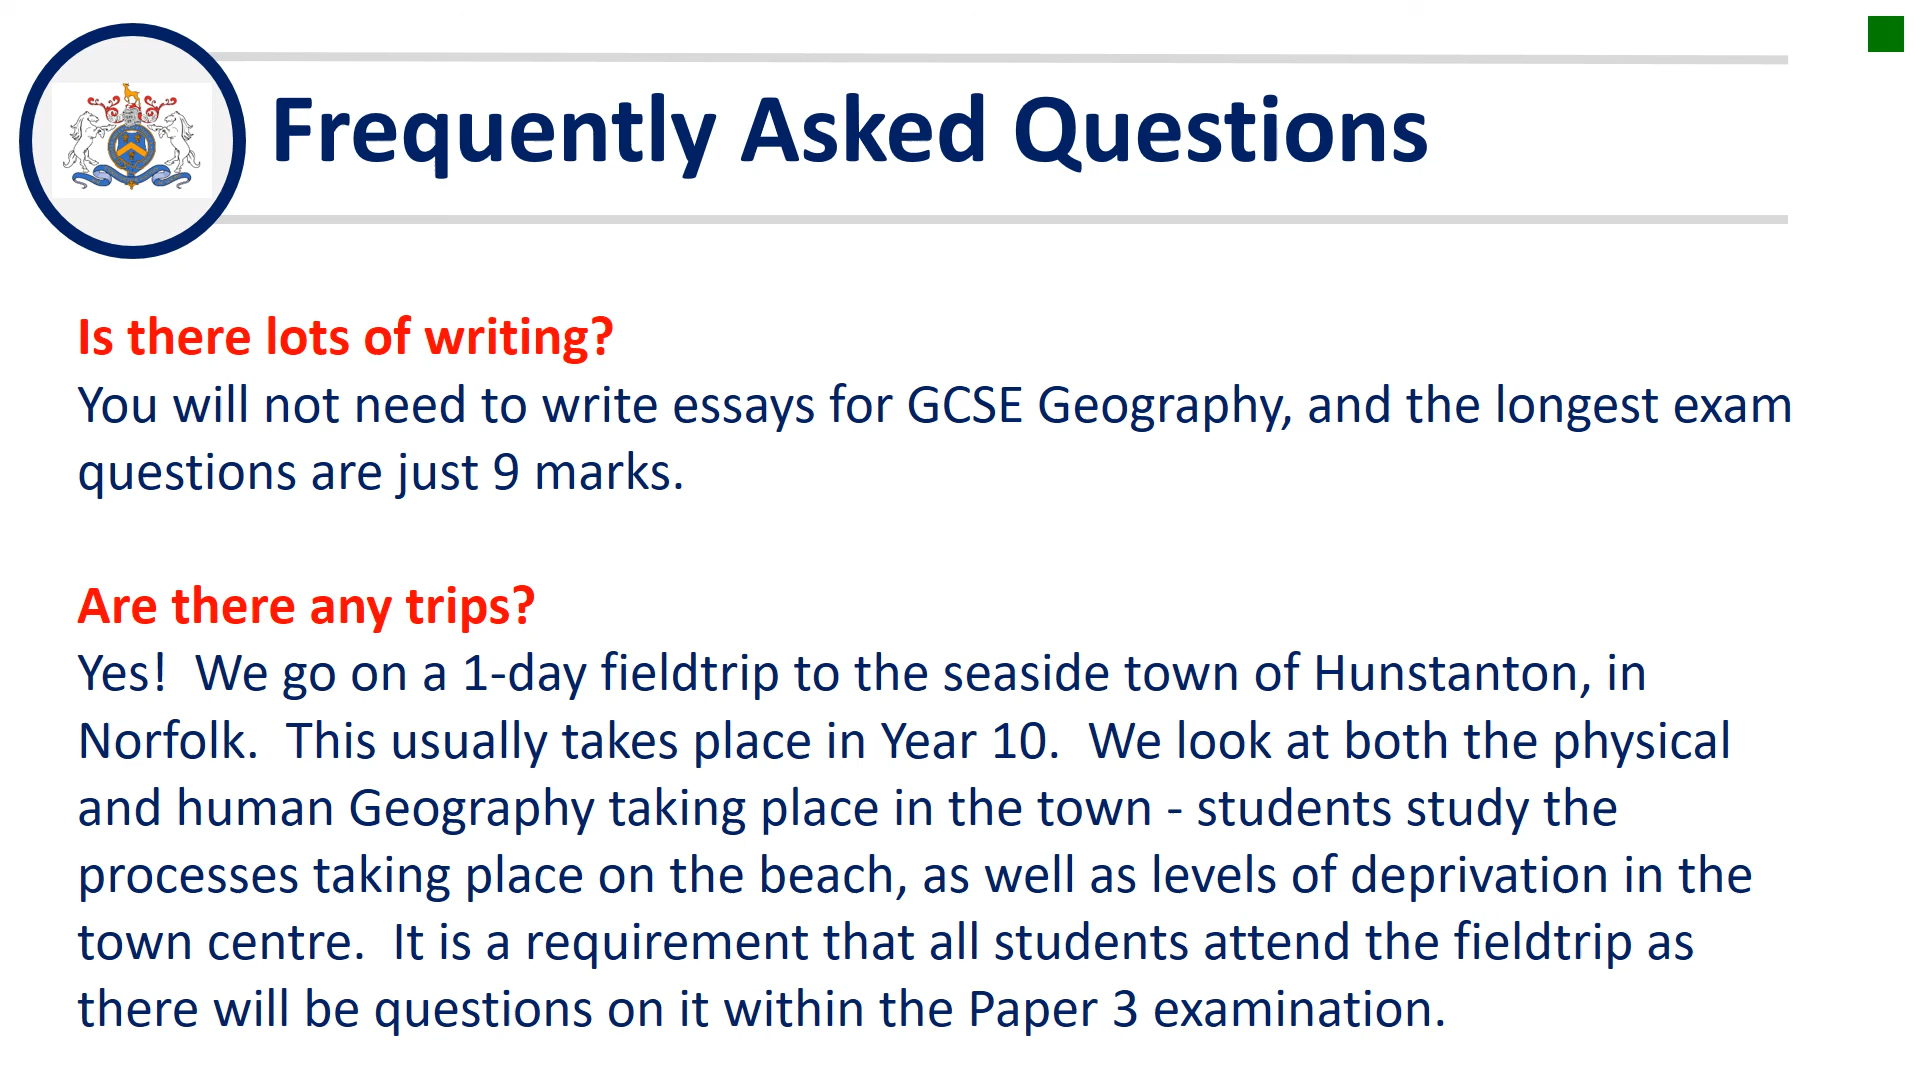 Frequently Asked Questions
Is there lots of writing?
You will not need to write essays for GCSE Geography, and the longest exam
questions are just 9 marks.
Are there any trips?
Yes!  We go on a 1-day fieldtrip to the seaside town of Hunstanton, in
Norfolk.  This usually takes place in Year 10.  We look at both the physical
and human Geography taking place in the town - students study the
processes taking place on the beach, as well as levels of deprivation in the
town centre.  It is a requirement that all students attend the fieldtrip as
there will be questions on it within the Paper 3 examination.